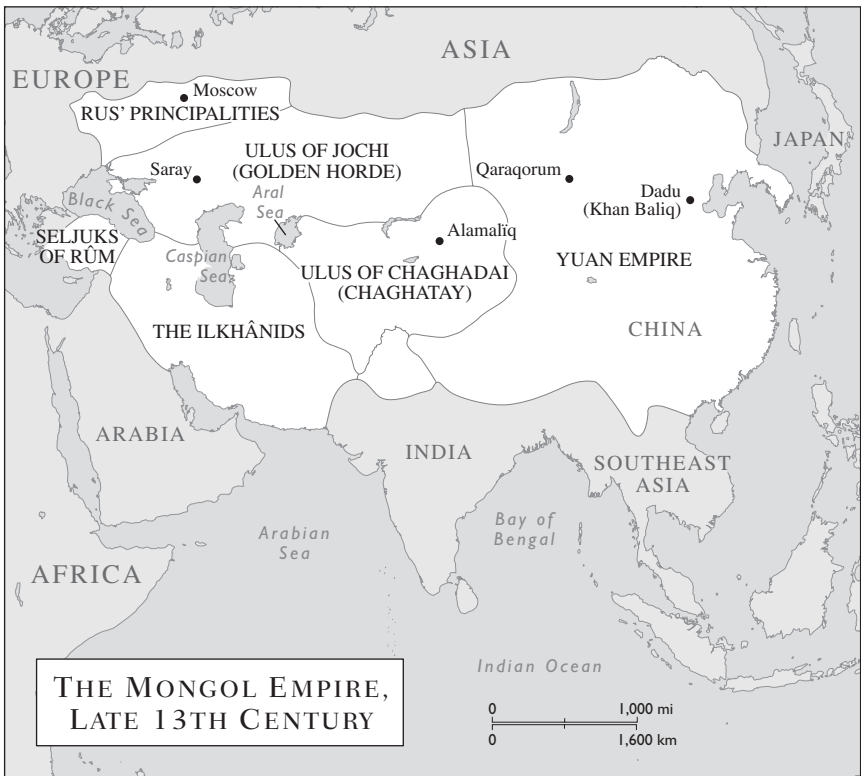 ASIA
EUROPE
Moscow
RUS’ PRINCIPALITIES
JAPAN
ULUS OF JOCHI
(GOLDEN HORDE)
Saray
Qaraqorum
Aral
Sea
Dadu
(Khan Baliq)
Black Sea
Alamalïq
SELJUKS
OF RÛM
Caspian
Sea
ULUS OF CHAGHADAI
(CHAGHATAY)
YUAN EMPIRE
THE ILKHÂNIDS
CHINA
ARABIA
INDIA
SOUTHEAST
ASIA
Arabian
Sea
Bay of
Bengal
AFRICA
Indian Ocean
THE MONGOL EMPIRE,
LATE 13TH CENTURY
0 1,000 mi
0 1,600 km